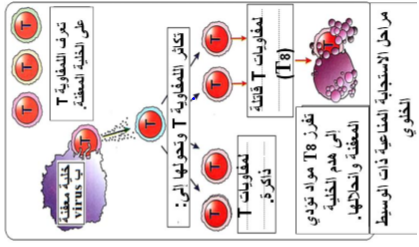 مراحل الاستجابة المناعية ذات الوسيط
الخلوي
T
T
T
تعرف اللمفاوية T
على الخلية المعفنة.
خلية معفنة
ب virus
T
T
تكاثر اللمفاوية T وتحولها إلى:
T
T
T
T
لمفاويات T
ذاكرة.
لمفاويات T قاتلة
(T8)
T
تفرز T8 مواد تؤدي
إلى هدم الخلية
المعفنة وانحلالها.